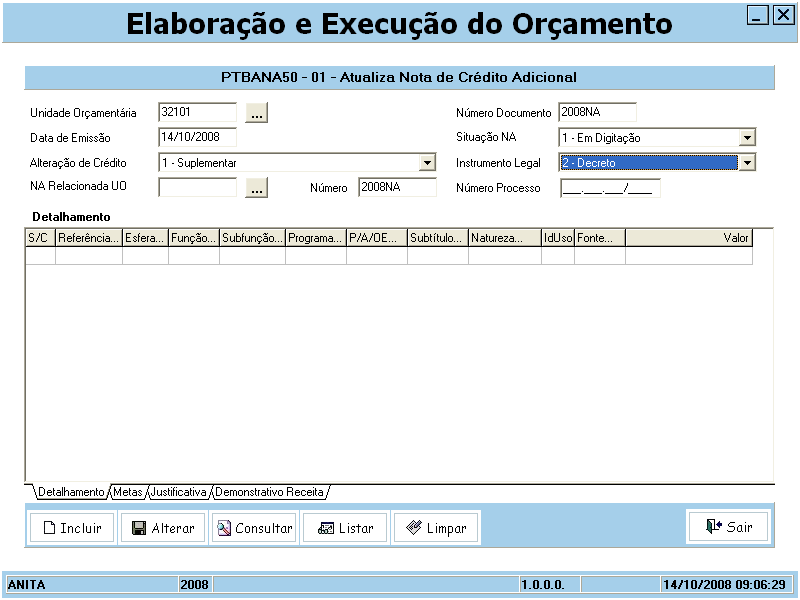 Elaboração e Execução do Orçamento
PTBANA50 - 01 - Atualiza Nota de Crédito Adicional
Unidade Orçamentária 32101 ... Número Documento 2008NA
Data de Emissão 14/10/2008 Situação NA 1 - Em Digitação
Alteração de Crédito 1 - Suplementar Instrumento Legal 2 - Decreto
NA Relacionada UO ... Número 2008NA Número Processo ___.___.___/____
Detalhamento
S/C Referência... Esfera... Função... Subfunção... Programa... P/A/OE... Subtítulo... Natureza... IdUso Fonte... Valor
Detalhamento Metas Justificativa Demonstrativo Receita
Incluir Alterar Consultar Listar Limpar Sair
ANITA 2008 1.0.0.0. 14/10/2008 09:06:29